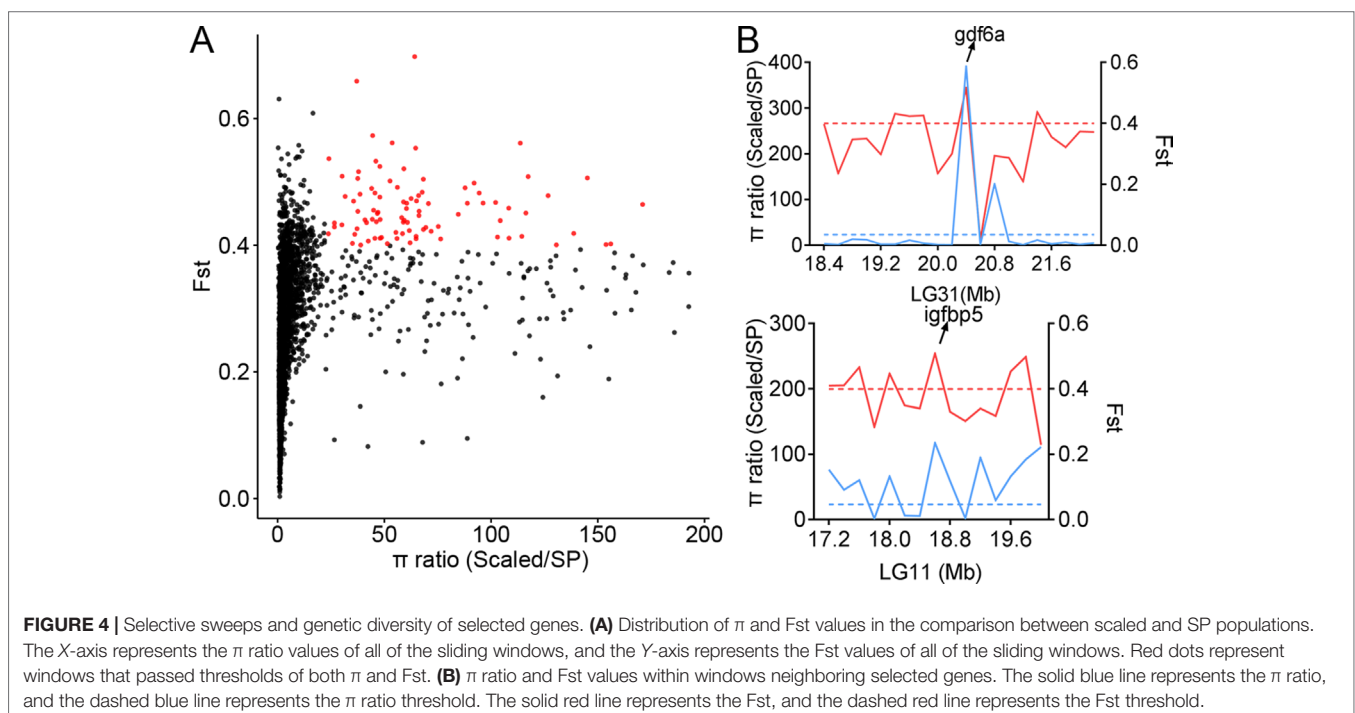 A
Fst
0.6
0.4
0.2
0.0
0
50
100
150
200
π ratio (Scaled/SP)
B
gdf6a
π ratio (Scaled/SP)
400
300
200
100
0
0.6
0.4
0.2
0.0
Fst
18.4
19.2
20.0
20.8
21.6
LG31(Mb)
igfbp5
π ratio (Scaled/SP)
300
200
100
0
0.6
0.4
0.2
0.0
Fst
17.2
18.0
18.8
19.6
LG11 (Mb)
FIGURE 4 | Selective sweeps and genetic diversity of selected genes. (A) Distribution of π and Fst values in the comparison between scaled and SP populations.
The X-axis represents the π ratio values of all of the sliding windows, and the Y-axis represents the Fst values of all of the sliding windows. Red dots represent
windows that passed thresholds of both π and Fst. (B) π ratio and Fst values within windows neighboring selected genes. The solid blue line represents the π ratio,
and the dashed blue line represents the π ratio threshold. The solid red line represents the Fst, and the dashed red line represents the Fst threshold.